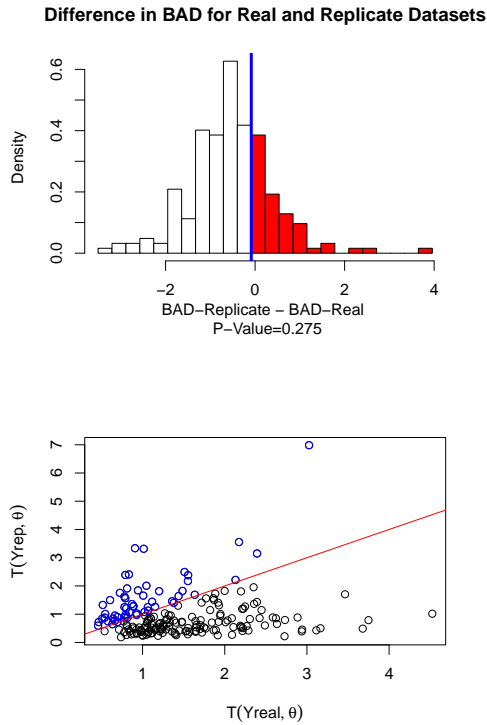 Difference in BAD for Real and Replicate Datasets
Density
0.0 0.2 0.4 0.6
−2 0 2 4
BAD−Replicate − BAD−Real
P−Value=0.275
T(Yrep, θ)
0 1 2 3 4 5 6 7
1 2 3 4
T(Yreal, θ)